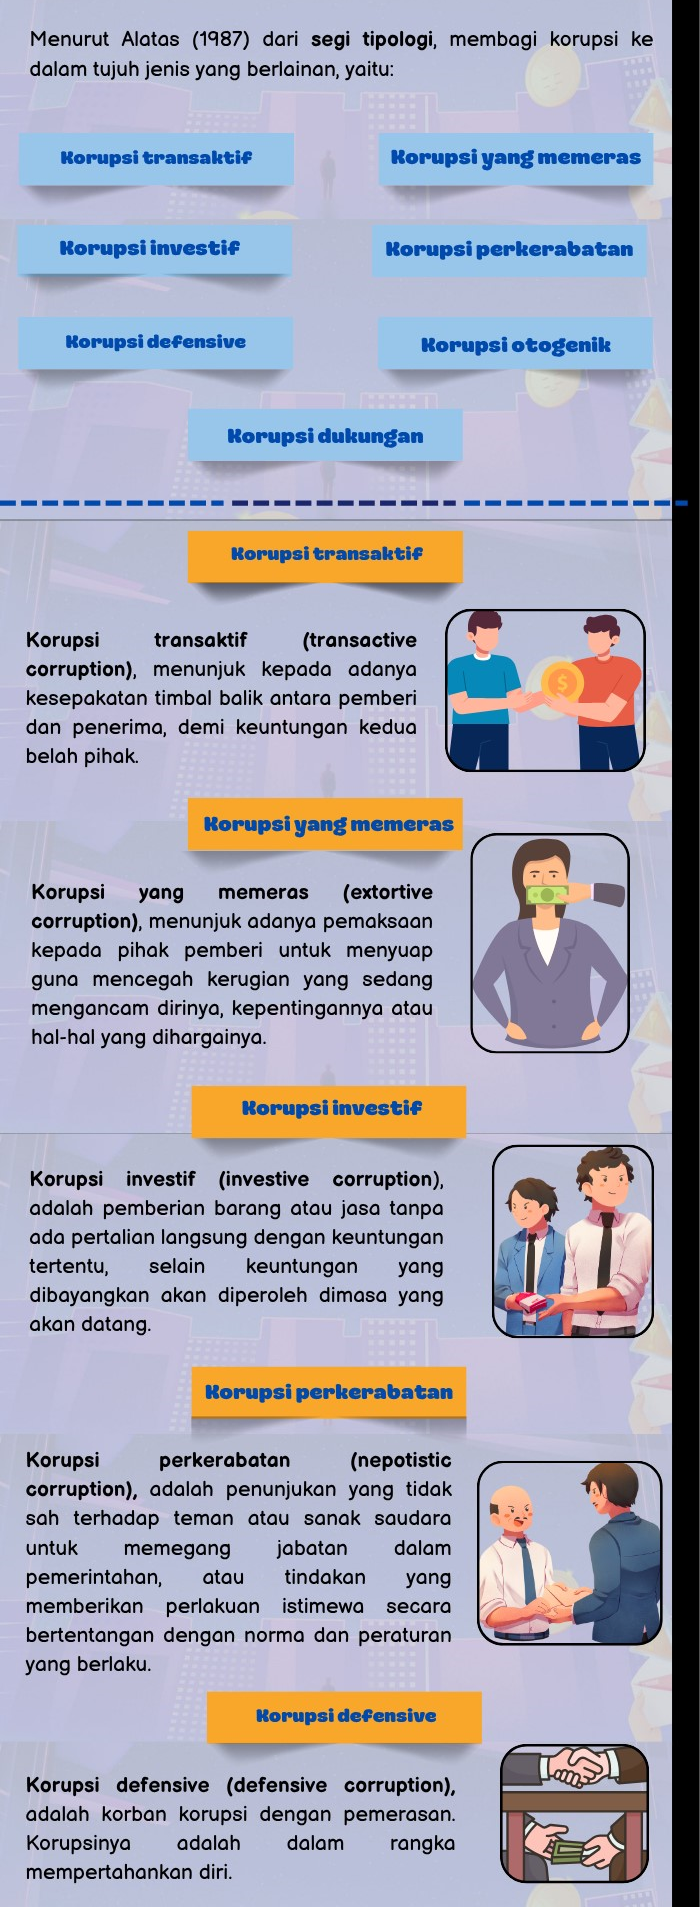 Menurut Alatas (1987) dari segi tipologi, membagi korupsi ke
dalam tujuh jenis yang berlainan, yaitu:
Korupsi transaktif
Korupsi yang memeras
Korupsi investif
Korupsi perkerabatan
Korupsi defensive
Korupsi otogenik
Korupsi dukungan
Korupsi transaktif
Korupsi transaktif (transactive
corruption), menunjuk kepada adanya
kesepakatan timbal balik antara pemberi
dan penerima, demi keuntungan kedua
belah pihak.
Korupsi yang memeras
Korupsi yang memeras (extortive
corruption), menunjuk adanya pemaksaan
kepada pihak pemberi untuk menyuap
guna mencegah kerugian yang sedang
mengancam dirinya, kepentingannya atau
hal-hal yang dihargainya.
Korupsi investif
Korupsi investif (investive corruption),
adalah pemberian barang atau jasa tanpa
ada pertalian langsung dengan keuntungan
tertentu, selain keuntungan yang
dibayangkan akan diperoleh dimasa yang
akan datang.
Korupsi perkerabatan
Korupsi perkerabatan (nepotistic
corruption), adalah penunjukan yang tidak
sah terhadap teman atau sanak saudara
untuk memegang jabatan dalam
pemerintahan, atau tindakan yang
memberikan perlakuan istimewa secara
bertentangan dengan norma dan peraturan
yang berlaku.
Korupsi defensive
Korupsi defensive (defensive corruption),
adalah korban korupsi dengan pemerasan.
Korupsinya adalah dalam rangka
mempertahankan diri.